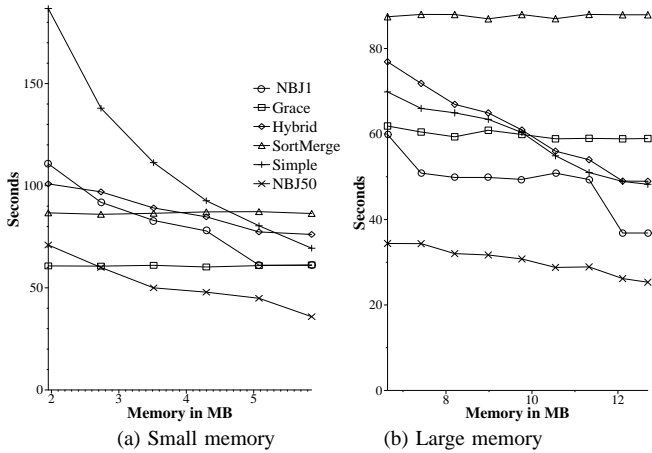 150
100
50
0
Seconds
2
3
4
5
Memory in MB
NBJ1
Grace
Hybrid
SortMerge
Simple
NBJ50
(a) Small memory
80
60
40
20
0
Seconds
8
10
12
Memory in MB
(b) Large memory